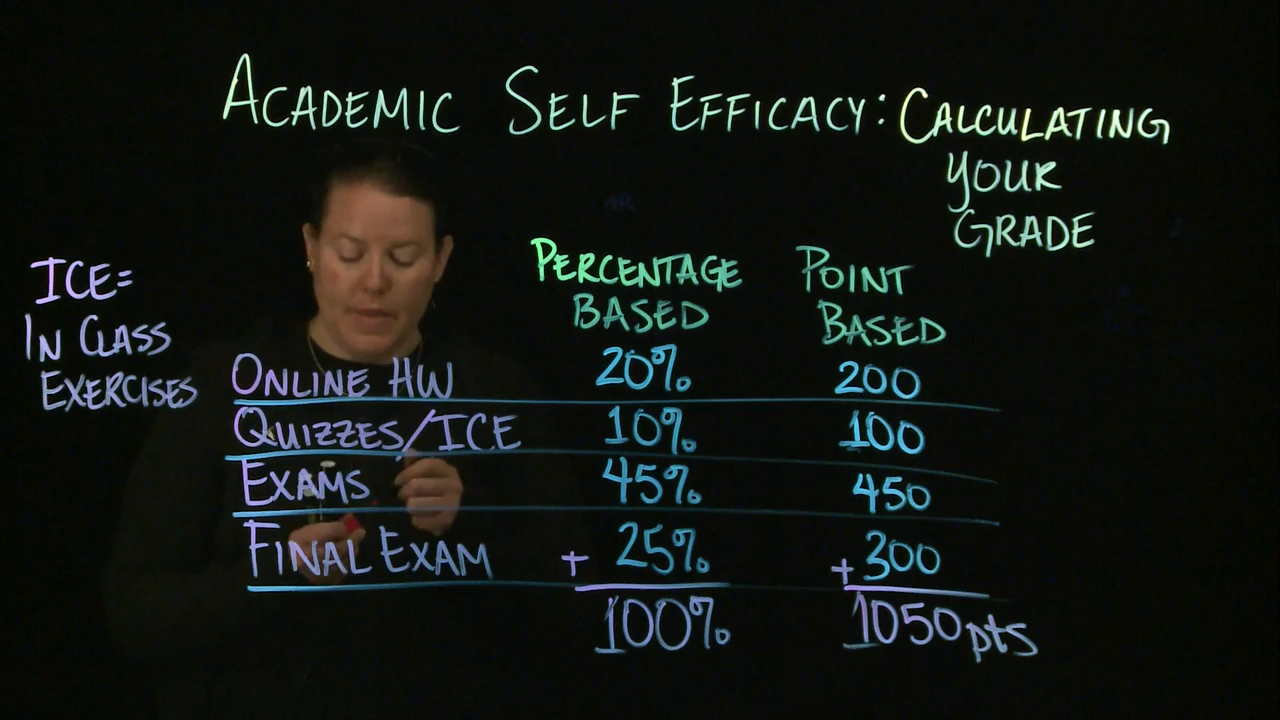 ACADEMIC SELF EFFICACY: CALCULATING
YOUR
GRADE
ICE=
IN CLASS
EXERCISES
PERCENTAGE
BASED
POINT
BASED
ONLINE HW 20% 200
QUIZZES/ICE 10% 100
EXAMS 45% 450
FINAL EXAM + 25% +300
100% 1050 pts